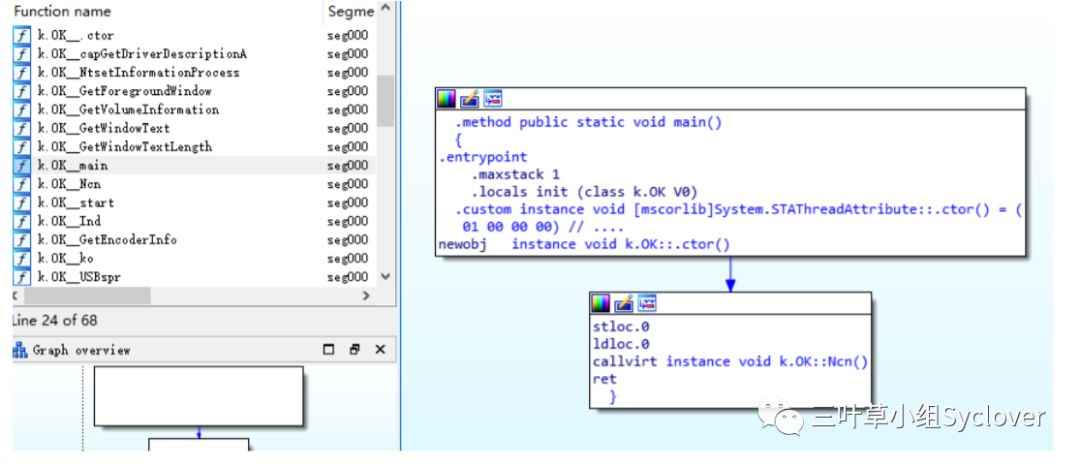 Function name Segme
k.OK__.ctor seg000
k.OK__capGetDriverDescriptionA seg000
k.OK__NtsetInformationProcess seg000
k.OK__GetForegroundWindow seg000
k.OK__GetVolumeInformation seg000
k.OK__GetWindowText seg000
k.OK__GetWindowTextLength seg000
k.OK__main seg000
k.OK__Ncn seg000
k.OK__start seg000
k.OK__Ind seg000
k.OK__GetEncoderInfo seg000
k.OK__ko seg000
k.OK__USBspr seg000
Line 24 of 68
Graph overview
.method public static void main()
{
.entrypoint
.maxstack 1
.locals init (class k.OK V0)
.custom instance void [mscorlib]System.STAThreadAttribute::.ctor() = (
01 00 00 00) // ....
newobj instance void k.OK::.ctor()
stloc.0
ldloc.0
callvirt instance void k.OK::Ncn()
ret
}
三叶草小组Syclover